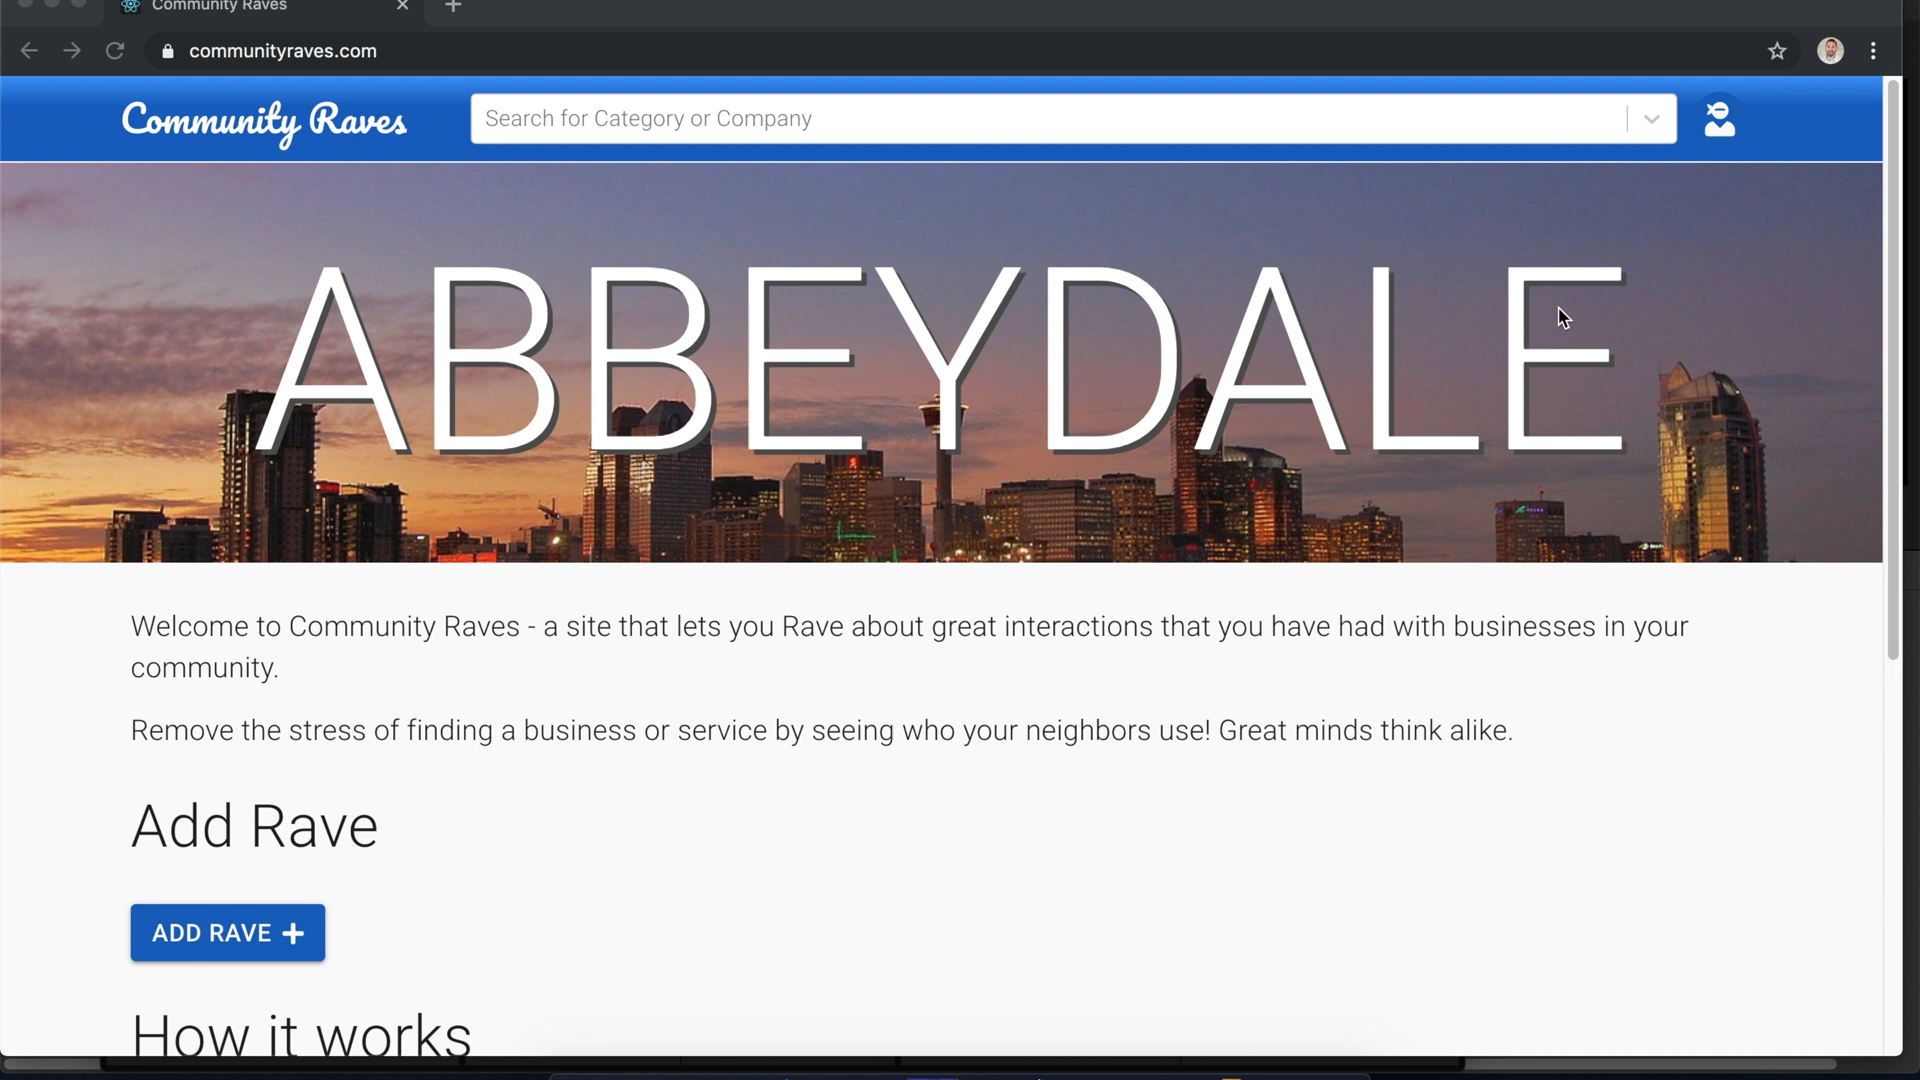 Community Raves
communityraves.com
Community Raves
Search for Category or Company
ABBEYDALE
Welcome to Community Raves - a site that lets you Rave about great interactions that you have had with businesses in your
community.
Remove the stress of finding a business or service by seeing who your neighbors use! Great minds think alike.
Add Rave
ADD RAVE
How it works